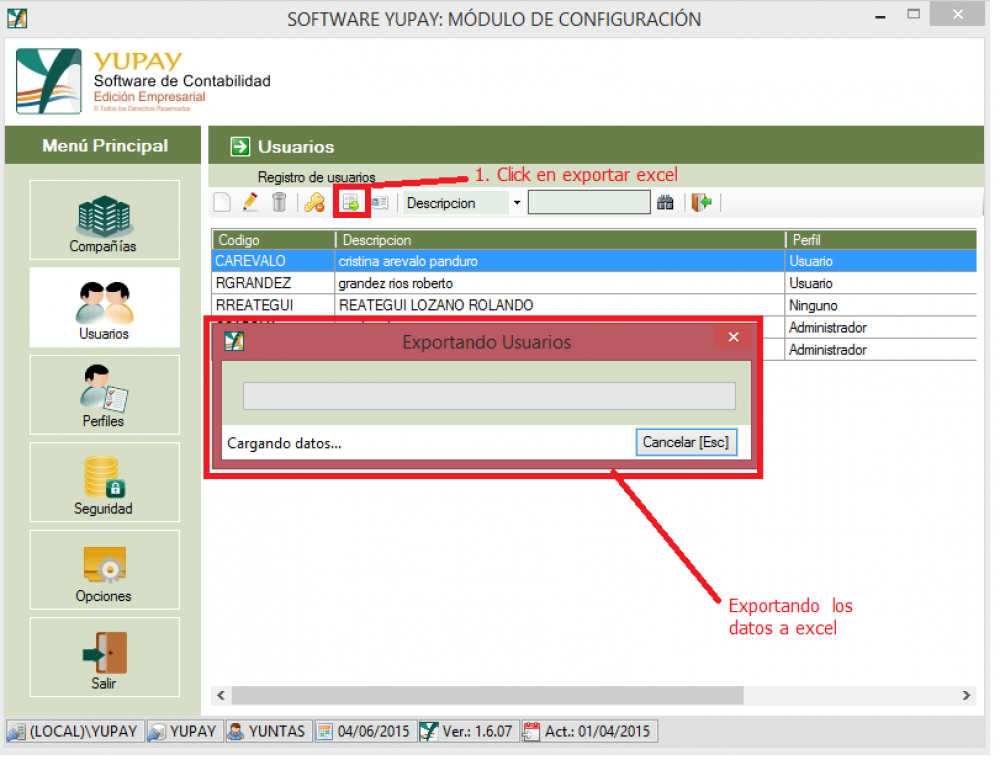 SOFTWARE YUPAY: MÓDULO DE CONFIGURACIÓN
YUPAY
Software de Contabilidad
Edición Empresarial
© Todos los Derechos Reservados
Menú Principal
Usuarios
Registro de usuarios
1. Click en exportar excel
Descripcion
Compañías
Usuarios
Perfiles
Seguridad
Opciones
Salir
Codigo Descripcion Perfil
CAREVALO cristina arevalo panduro Usuario
RGRANDEZ grandez rios roberto Usuario
RREATEGUI REATEGUI LOZANO ROLANDO Ninguno
Administrador
Administrador
Exportando Usuarios
Cargando datos...
Cancelar [Esc]
Exportando los
datos a excel
(LOCAL)\YUPAY YUPAY YUNTAS 04/06/2015 Ver.: 1.6.07 Act.: 01/04/2015